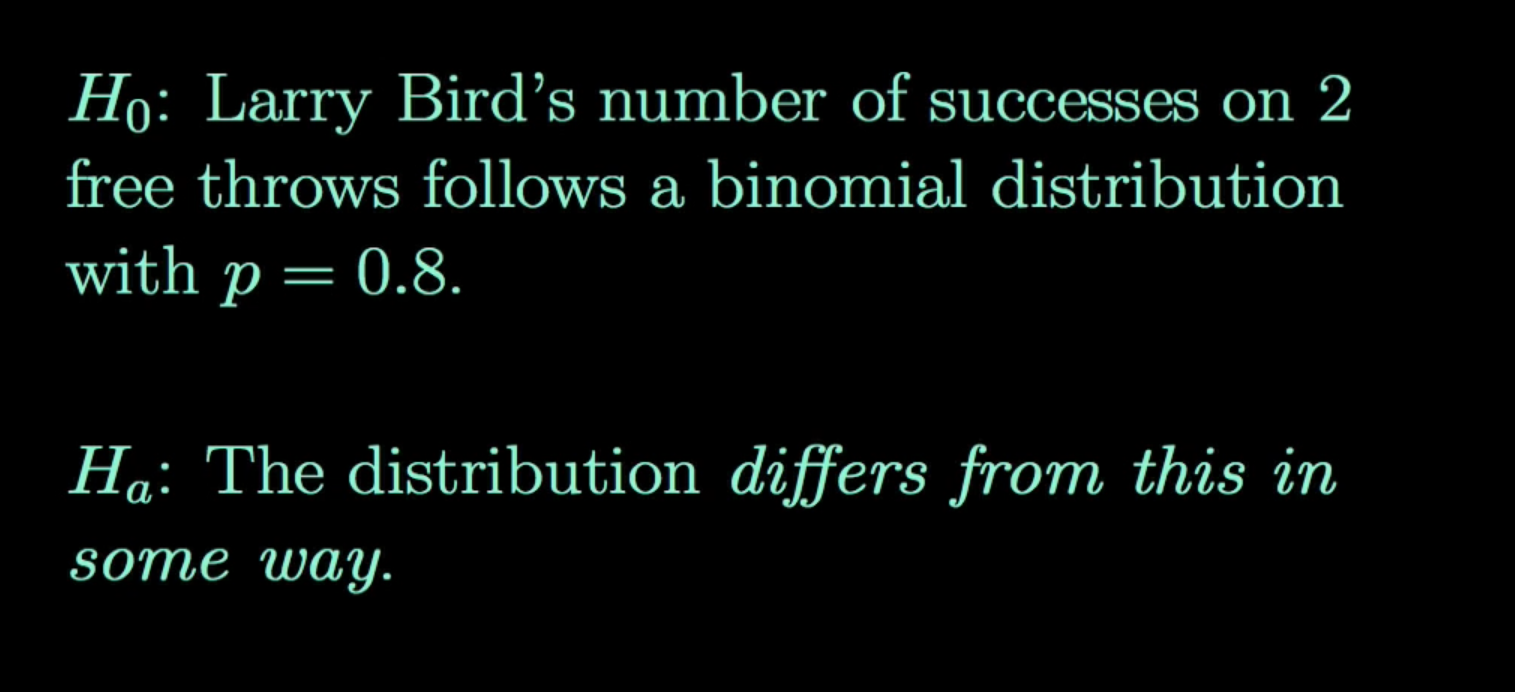 H₀: Larry Bird’s number of successes on 2
free throws follows a binomial distribution
with p = 0.8.
Hₐ: The distribution differs from this in
some way.